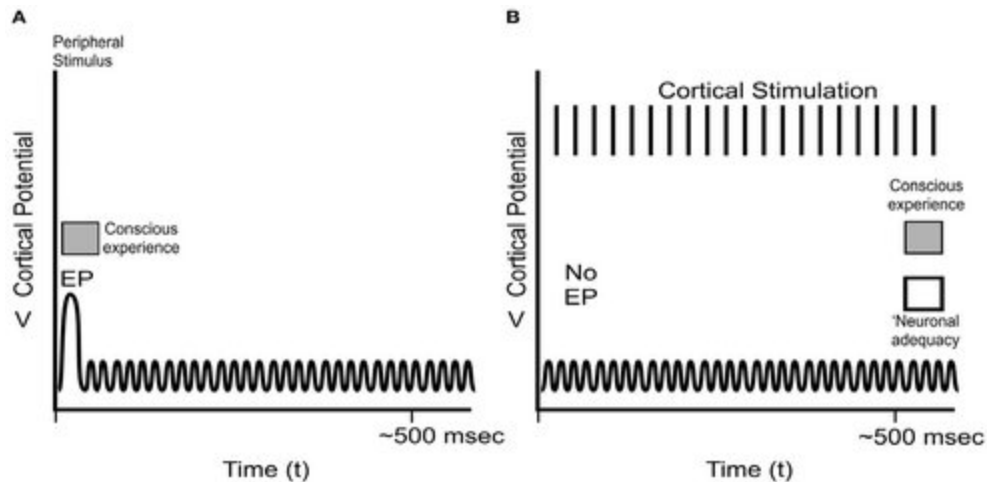 A
Peripheral
Stimulus
< Cortical Potential
Conscious
experience
EP
~500 msec
Time (t)
B
Cortical Stimulation
< Cortical Potential
Conscious
experience
No
EP
'Neuronal
adequacy
~500 msec
Time (t)